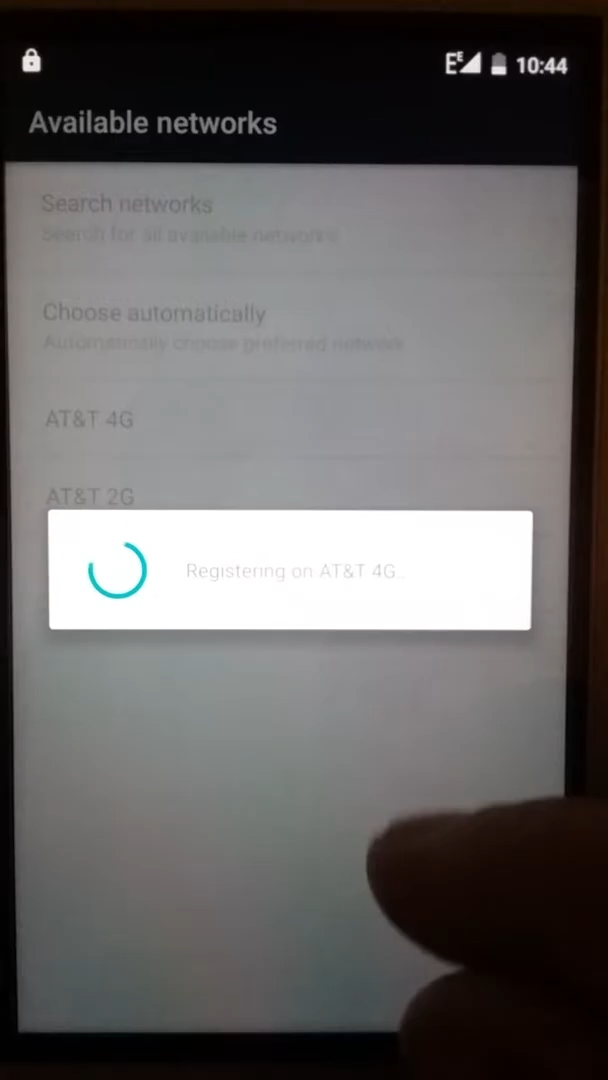 E E 10:44
Available networks
Search networks
Search for all available networks
Choose automatically
Automatically choose preferred network
AT&T 4G
AT&T 2G
Registering on AT&T 4G...